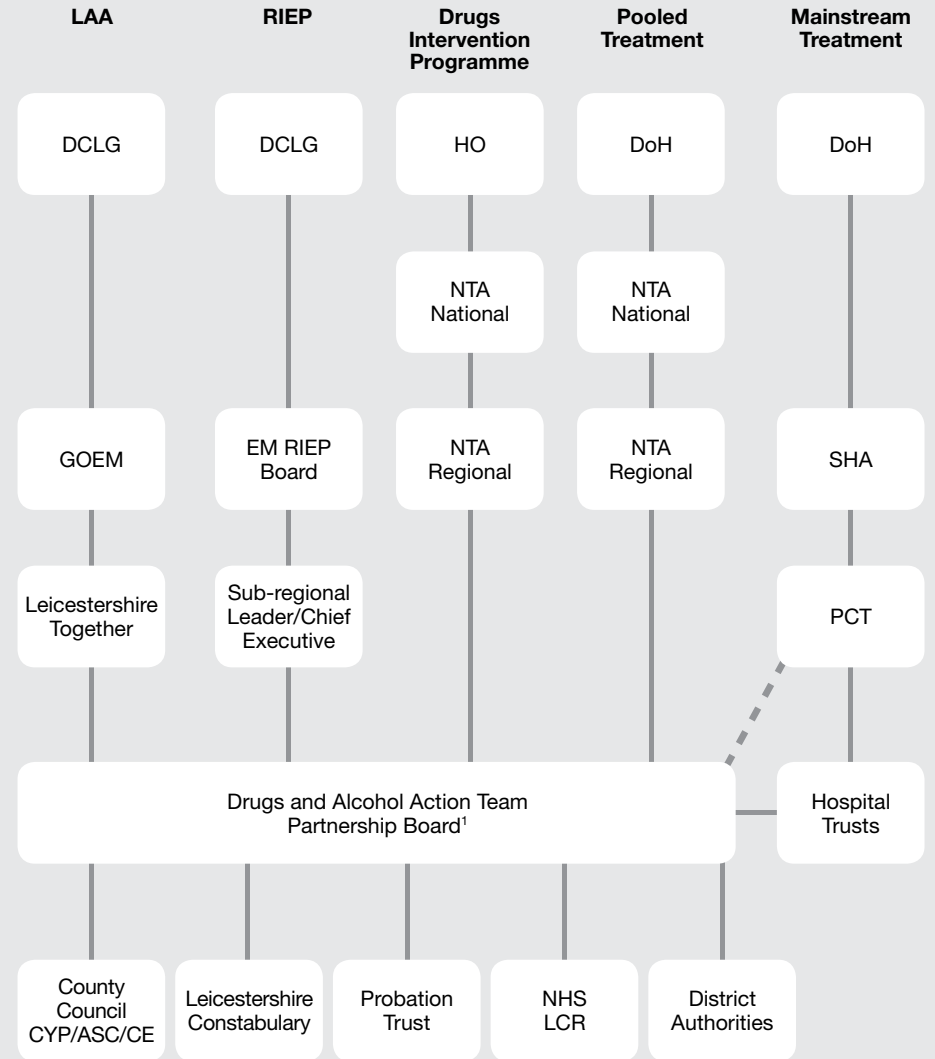 LAA
RIEP
Drugs
Intervention
Programme
Pooled
Treatment
Mainstream
Treatment
DCLG
DCLG
HO
DoH
DoH
NTA
National
NTA
National
GOEM
EM RIEP
Board
NTA
Regional
NTA
Regional
SHA
Leicestershire
Together
Sub-regional
Leader/Chief
Executive
PCT
Drugs and Alcohol Action Team
Partnership Board¹
Hospital
Trusts
County
Council
CYP/ASC/CE
Leicestershire
Constabulary
Probation
Trust
NHS
LCR
District
Authorities